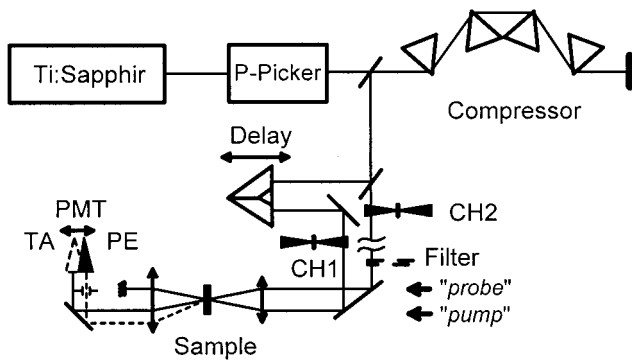 Ti:Sapphir
P-Picker
Compressor
Delay
CH2
PMT
TA
PE
CH1
Filter
"probe"
"pump"
Sample